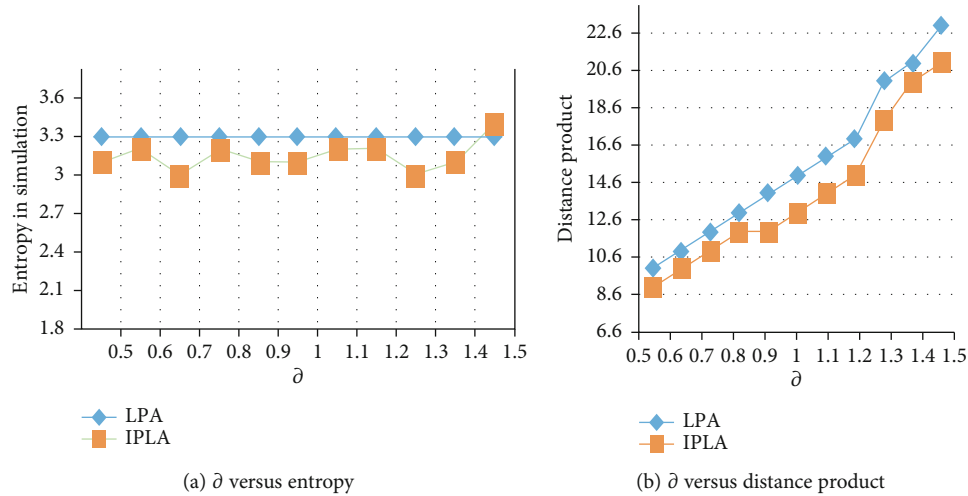 Entropy in simulation
3.6
3.3
3
2.7
2.4
2.1
1.8
0.5 0.6 0.7 0.8 0.9 1 1.1 1.2 1.3 1.4 1.5
∂
LPA
IPLA
(a) ∂ versus entropy
Distance product
22.6
20.6
18.6
16.6
14.6
12.6
10.6
8.6
6.6
0.5 0.6 0.7 0.8 0.9 1 1.1 1.2 1.3 1.4 1.5
∂
LPA
IPLA
(b) ∂ versus distance product